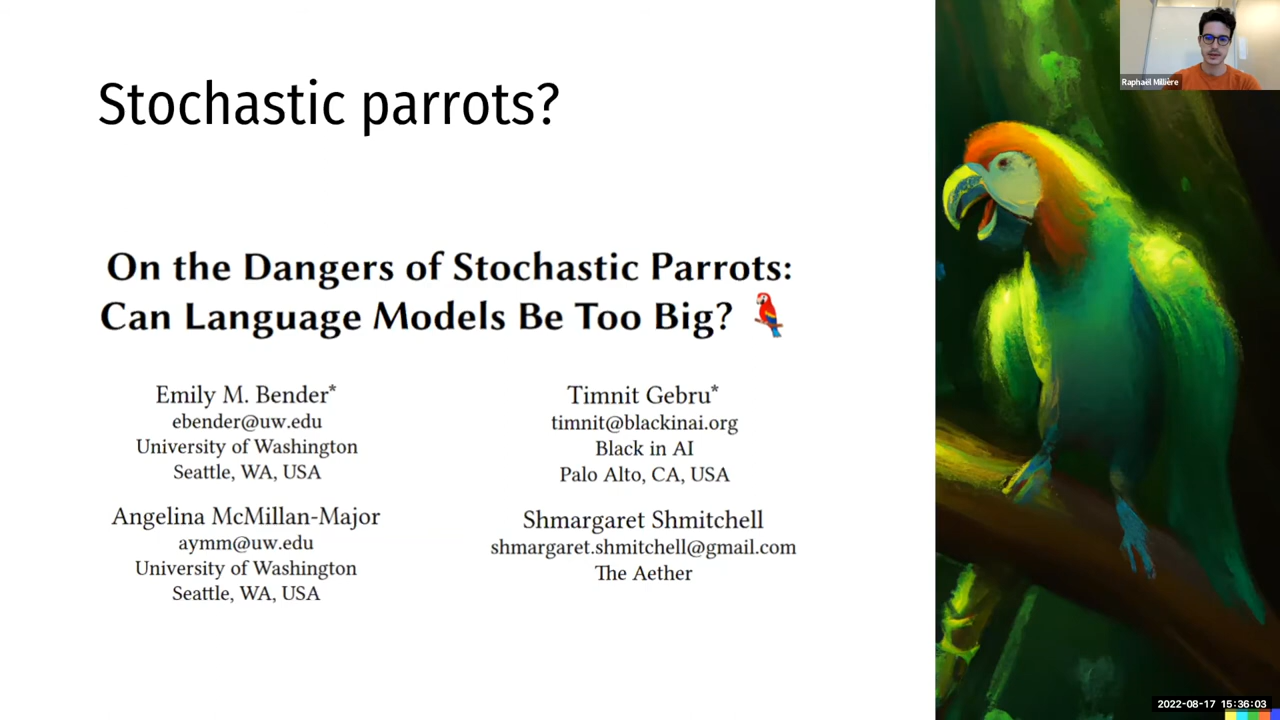 Stochastic parrots?
On the Dangers of Stochastic Parrots:
Can Language Models Be Too Big? 🦜
Emily M. Bender*
ebender@uw.edu
University of Washington
Seattle, WA, USA
Timnit Gebru*
timnit@blackinai.org
Black in AI
Palo Alto, CA, USA
Angelina McMillan-Major
aymm@uw.edu
University of Washington
Seattle, WA, USA
Shmargaret Shmitchell
shmargaret.shmitchell@gmail.com
The Aether
Raphaël Millière
2022-08-17 15:36:03